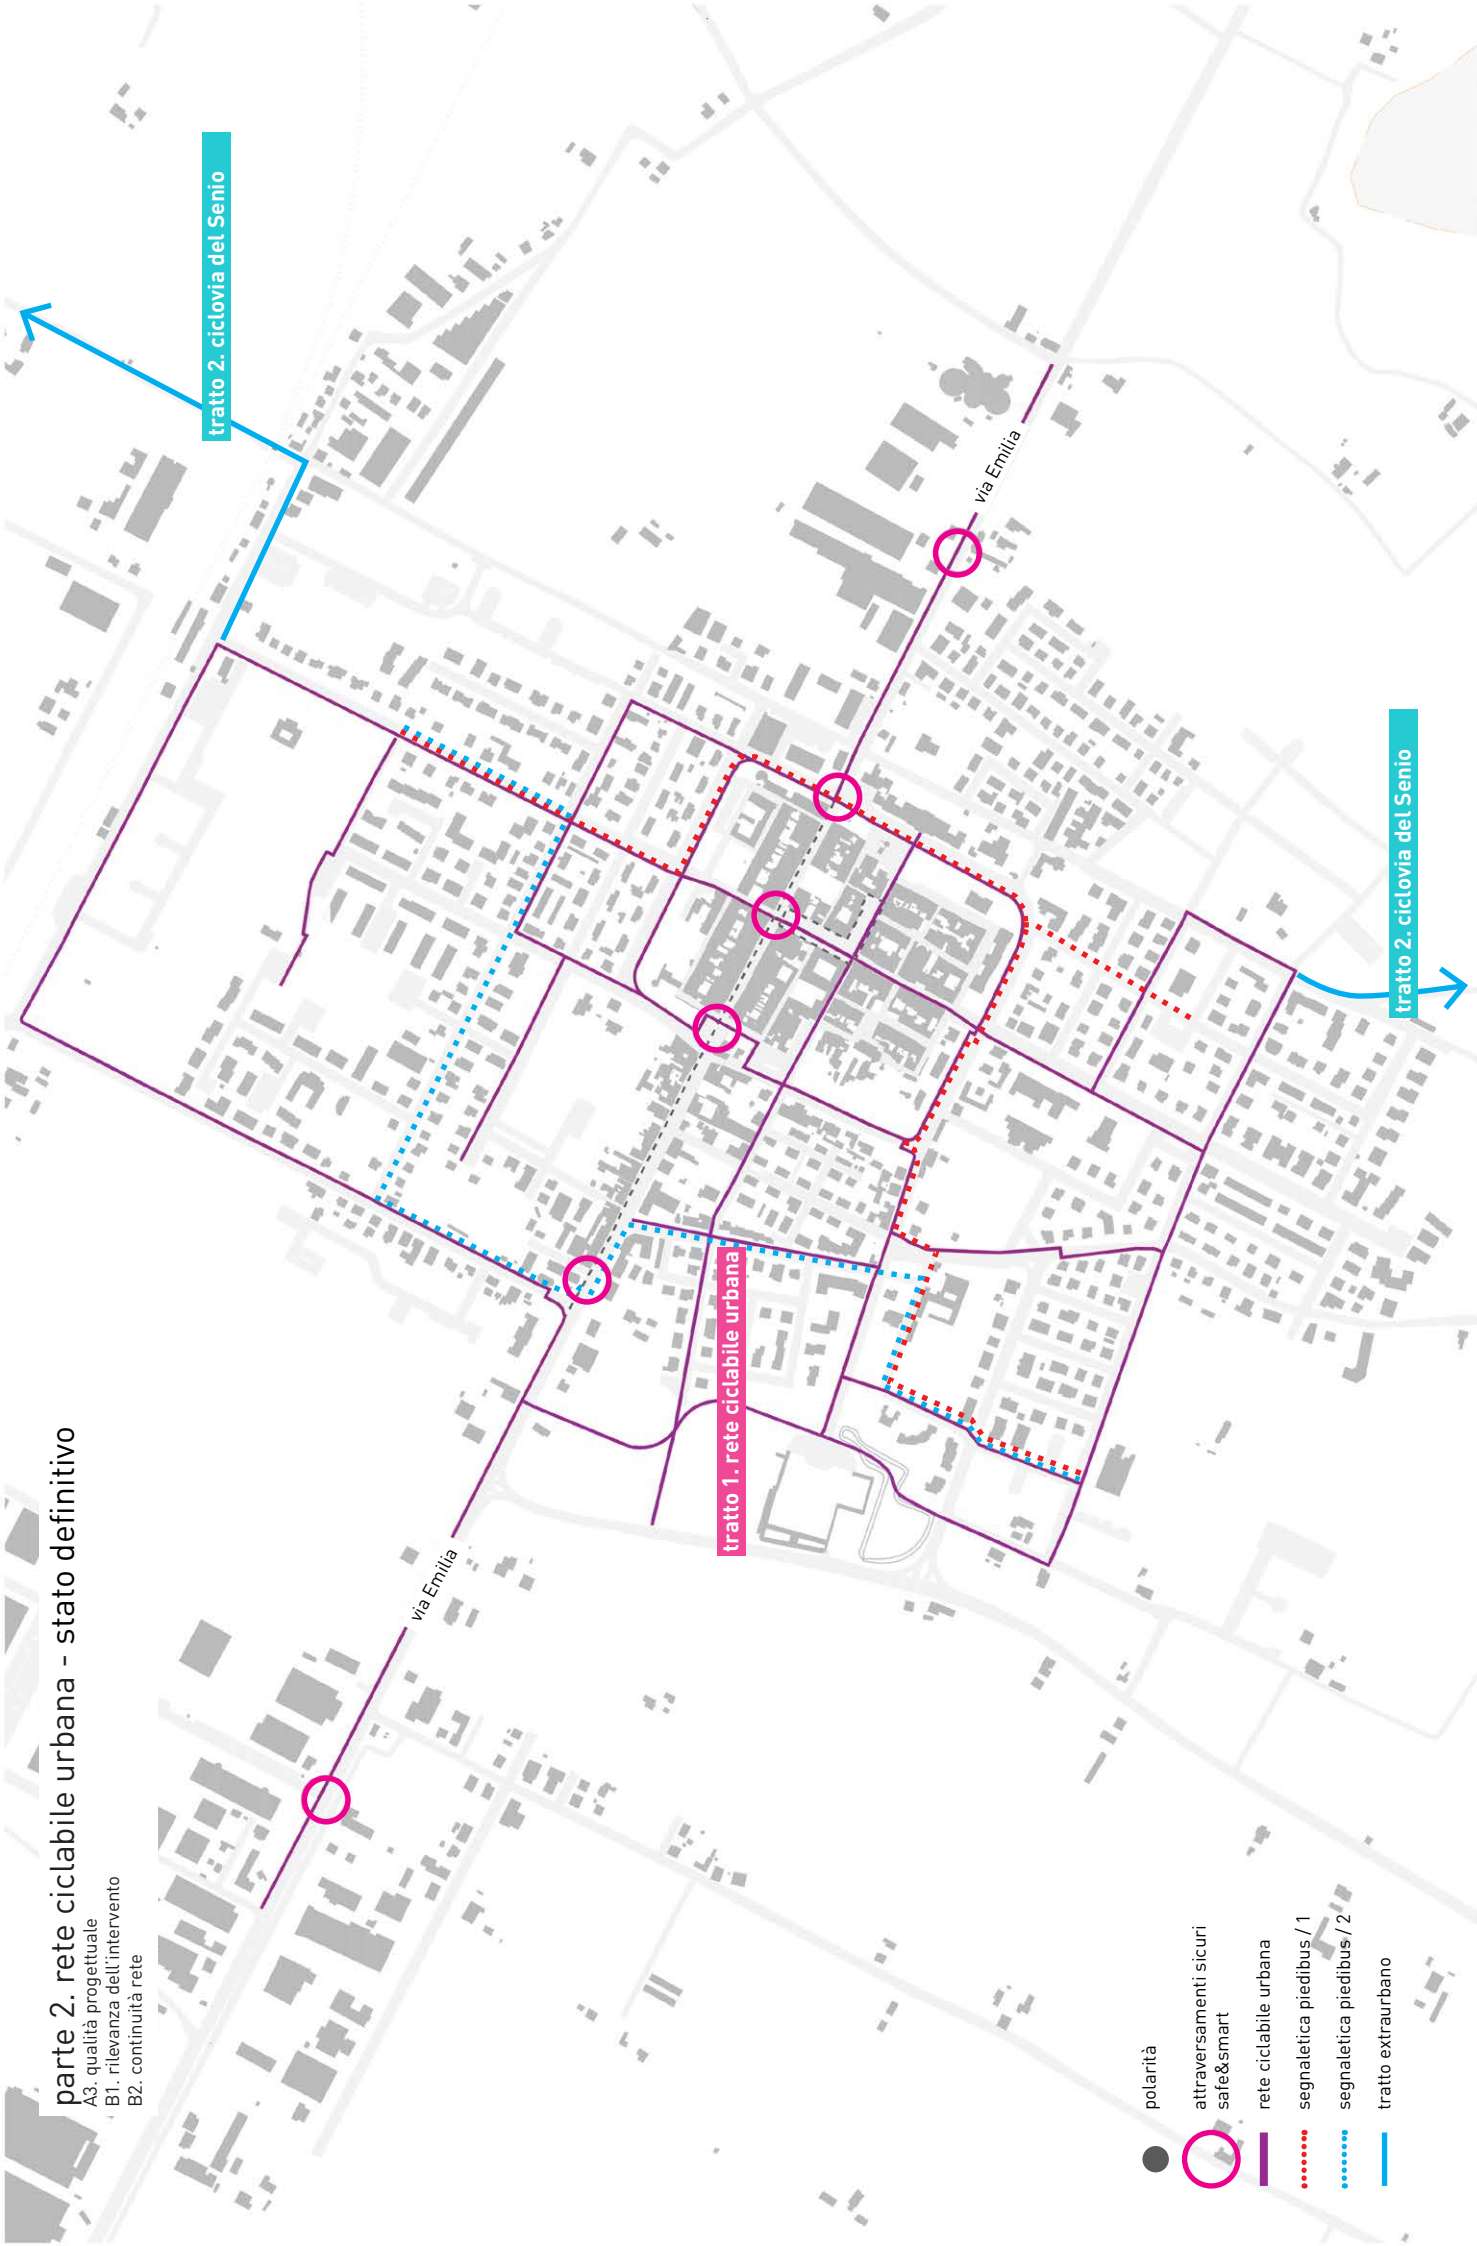 parte 2. rete ciclabile urbana - stato definitivo
A3. qualità progettuale
B1. rilevanza dell'intervento
B2. continuità rete
via Emilia
tratto 1. rete ciclabile urbana
via Emilia
tratto 2. ciclovia del Senio
tratto 2. ciclovia del Senio
polarità
attraversamenti sicuri
safe&smart
rete ciclabile urbana
segnaletica piedibus / 1
segnaletica piedibus / 2
tratto extraurbano